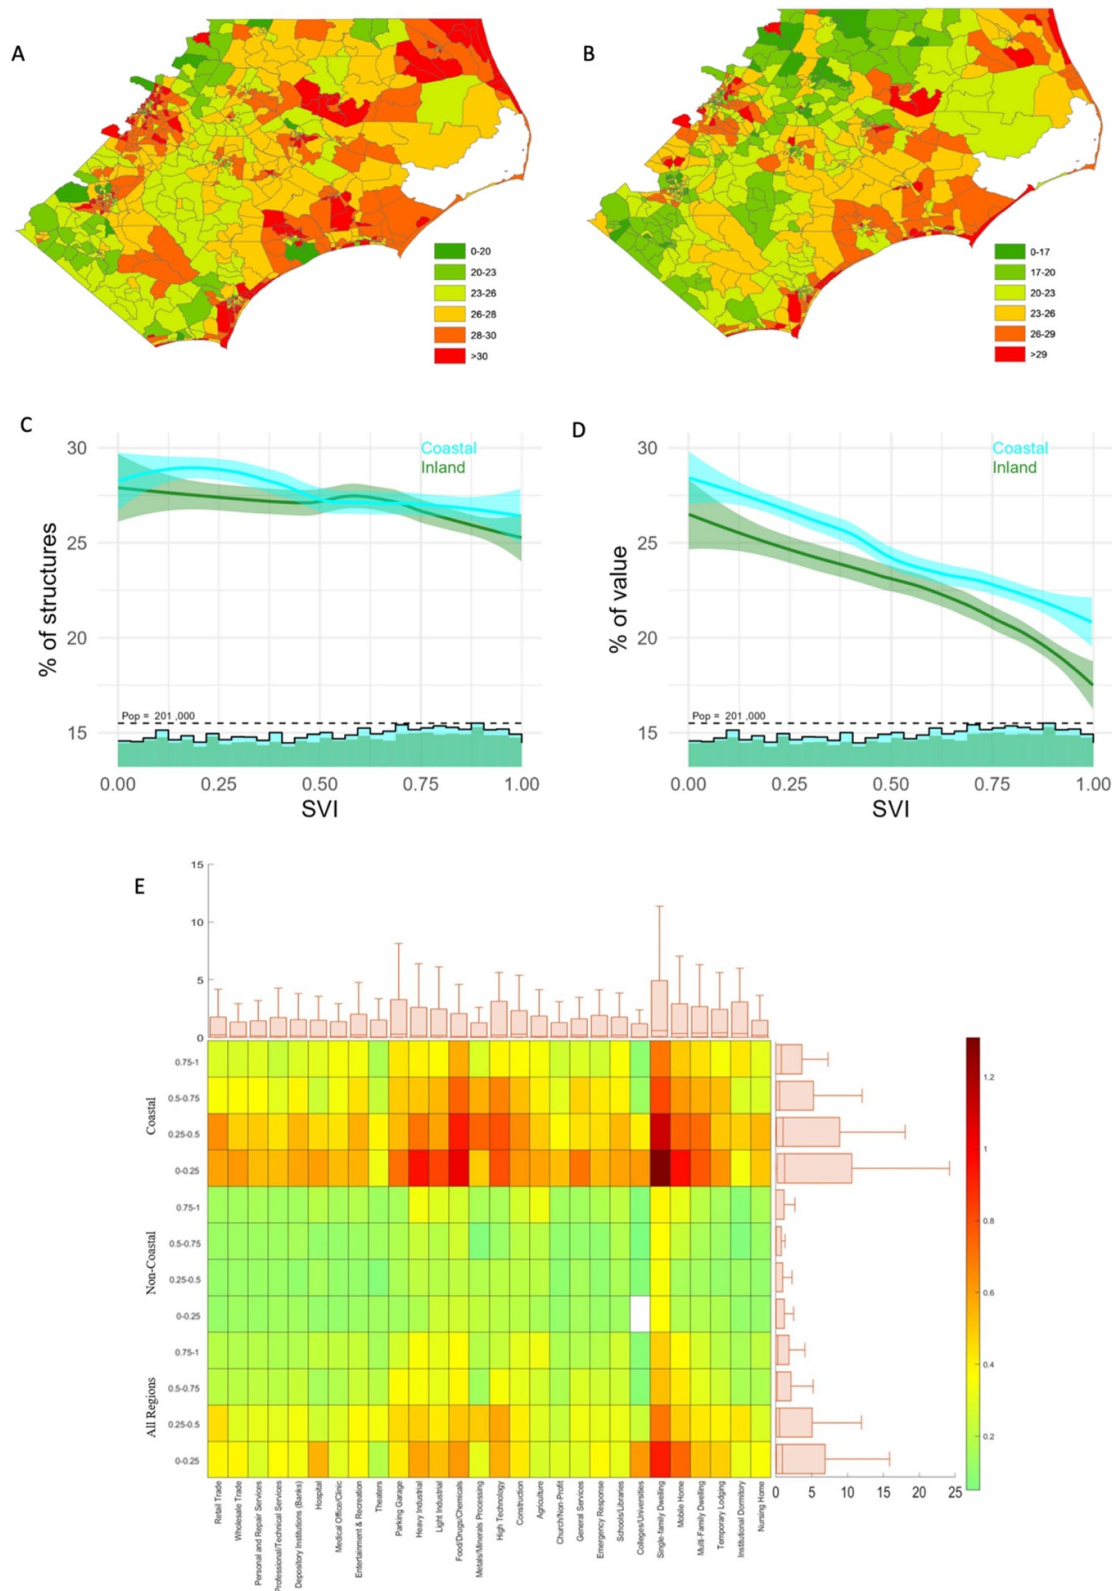 A
0-20
20-23
23-26
26-28
28-30
>30
B
0-17
17-20
20-23
23-26
26-29
>29
C
30
25
20
15
% of structures
Coastal
Inland
Pop = 201 ,000
0.00 0.25 0.50 0.75 1.00
SVI
D
30
25
20
15
% of value
Coastal
Inland
Pop = 201 ,000
0.00 0.25 0.50 0.75 1.00
SVI
E
15
10
5
0
Coastal
0.75-1
0.5-0.75
0.25-0.5
0-0.25
Non-Coastal
0.75-1
0.5-0.75
0.25-0.5
0-0.25
All Regions
0.75-1
0.5-0.75
0.25-0.5
0-0.25
Retail Trade
Wholesale Trade
Personal and Repair Services
Professional/Technical Services
Depository Institutions (Banks)
Hospital
Medical Office/Clinic
Entertainment & Recreation
Theaters
Parking Garage
Heavy Industrial
Light Industrial
Food/Drugs/Chemicals
Metals/Minerals Processing
High Technology
Construction
Agriculture
Church/Non-Profit
General Services
Emergency Response
Schools/Libraries
Colleges/Universities
Single-family Dwelling
Mobile Home
Multi-Family Dwelling
Temporary Lodging
Institutional Dormitory
Nursing Home
0 5 10 15 20 25
1.2
1
0.8
0.6
0.4
0.2